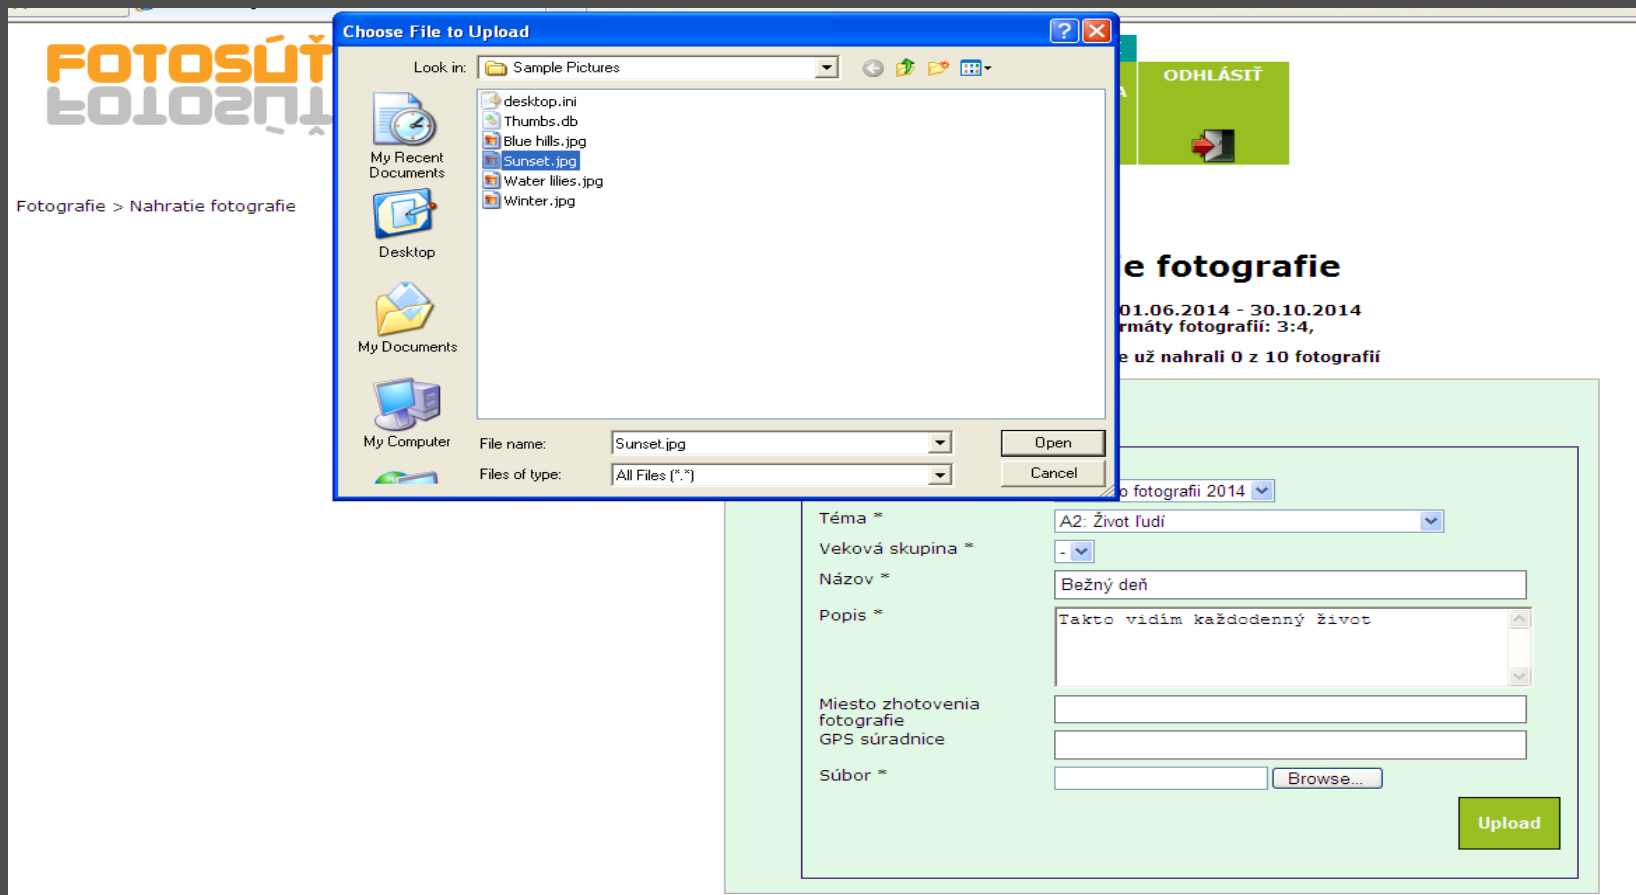 FOTOSÚŤ
Choose File to Upload
Look in:
Sample Pictures
My Recent
Documents
Desktop
My Documents
My Computer
desktop.ini
Thumbs.db
Blue hills.jpg
Sunset.jpg
Water lilies.jpg
Winter.jpg
File name:
Sunset.jpg
Open
Files of type:
All Files (*.*)
Cancel
A
ODHLÁSIŤ
Fotografie > Nahratie fotografie
e fotografie
01.06.2014 - 30.10.2014
rmáty fotografií: 3:4,
e už nahrali 0 z 10 fotografií
o fotografii 2014
Téma *
A2: Život ľudí
Veková skupina *
-
Názov *
Bežný deň
Popis *
Takto vidím každodenný život
Miesto zhotovenia
fotografie
GPS súradnice
Súbor *
Browse...
Upload